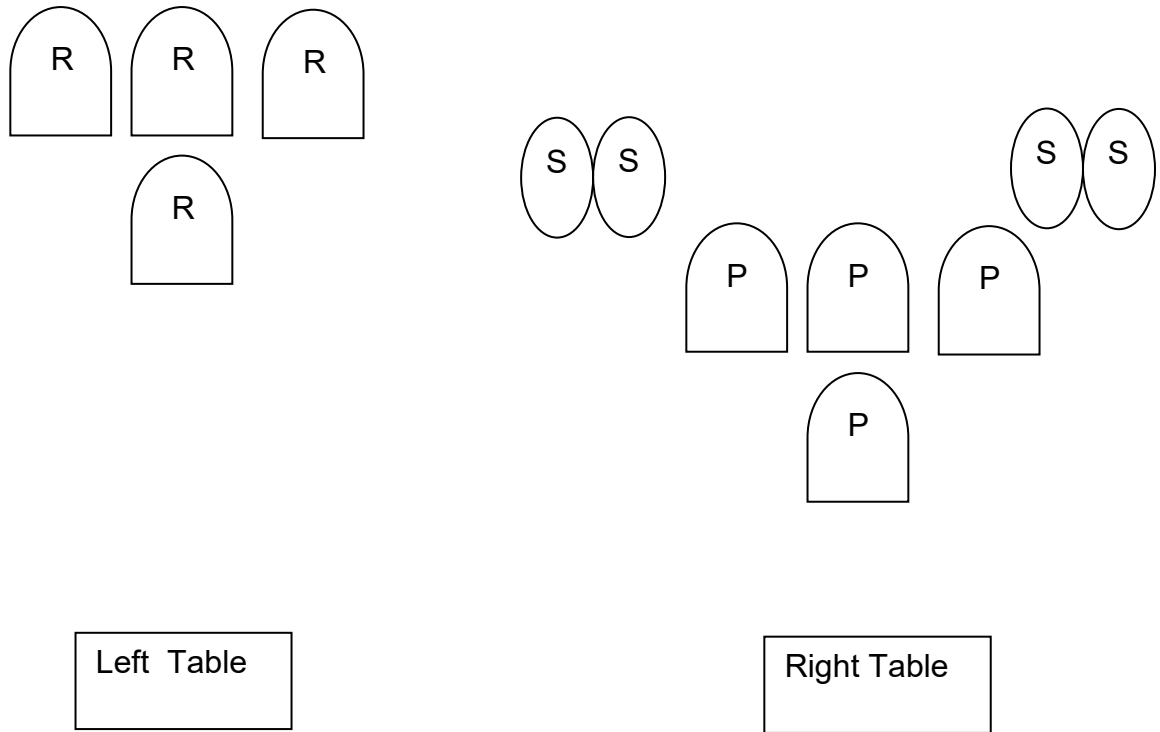 R R R
S S S S
R
P P P
P
Left Table
Right Table